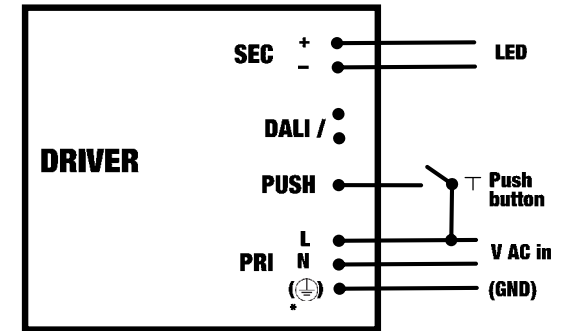 SEC + LED
−
DALI /
DRIVER
PUSH Push
button
L
PRI N V AC in
( ) (GND)
*